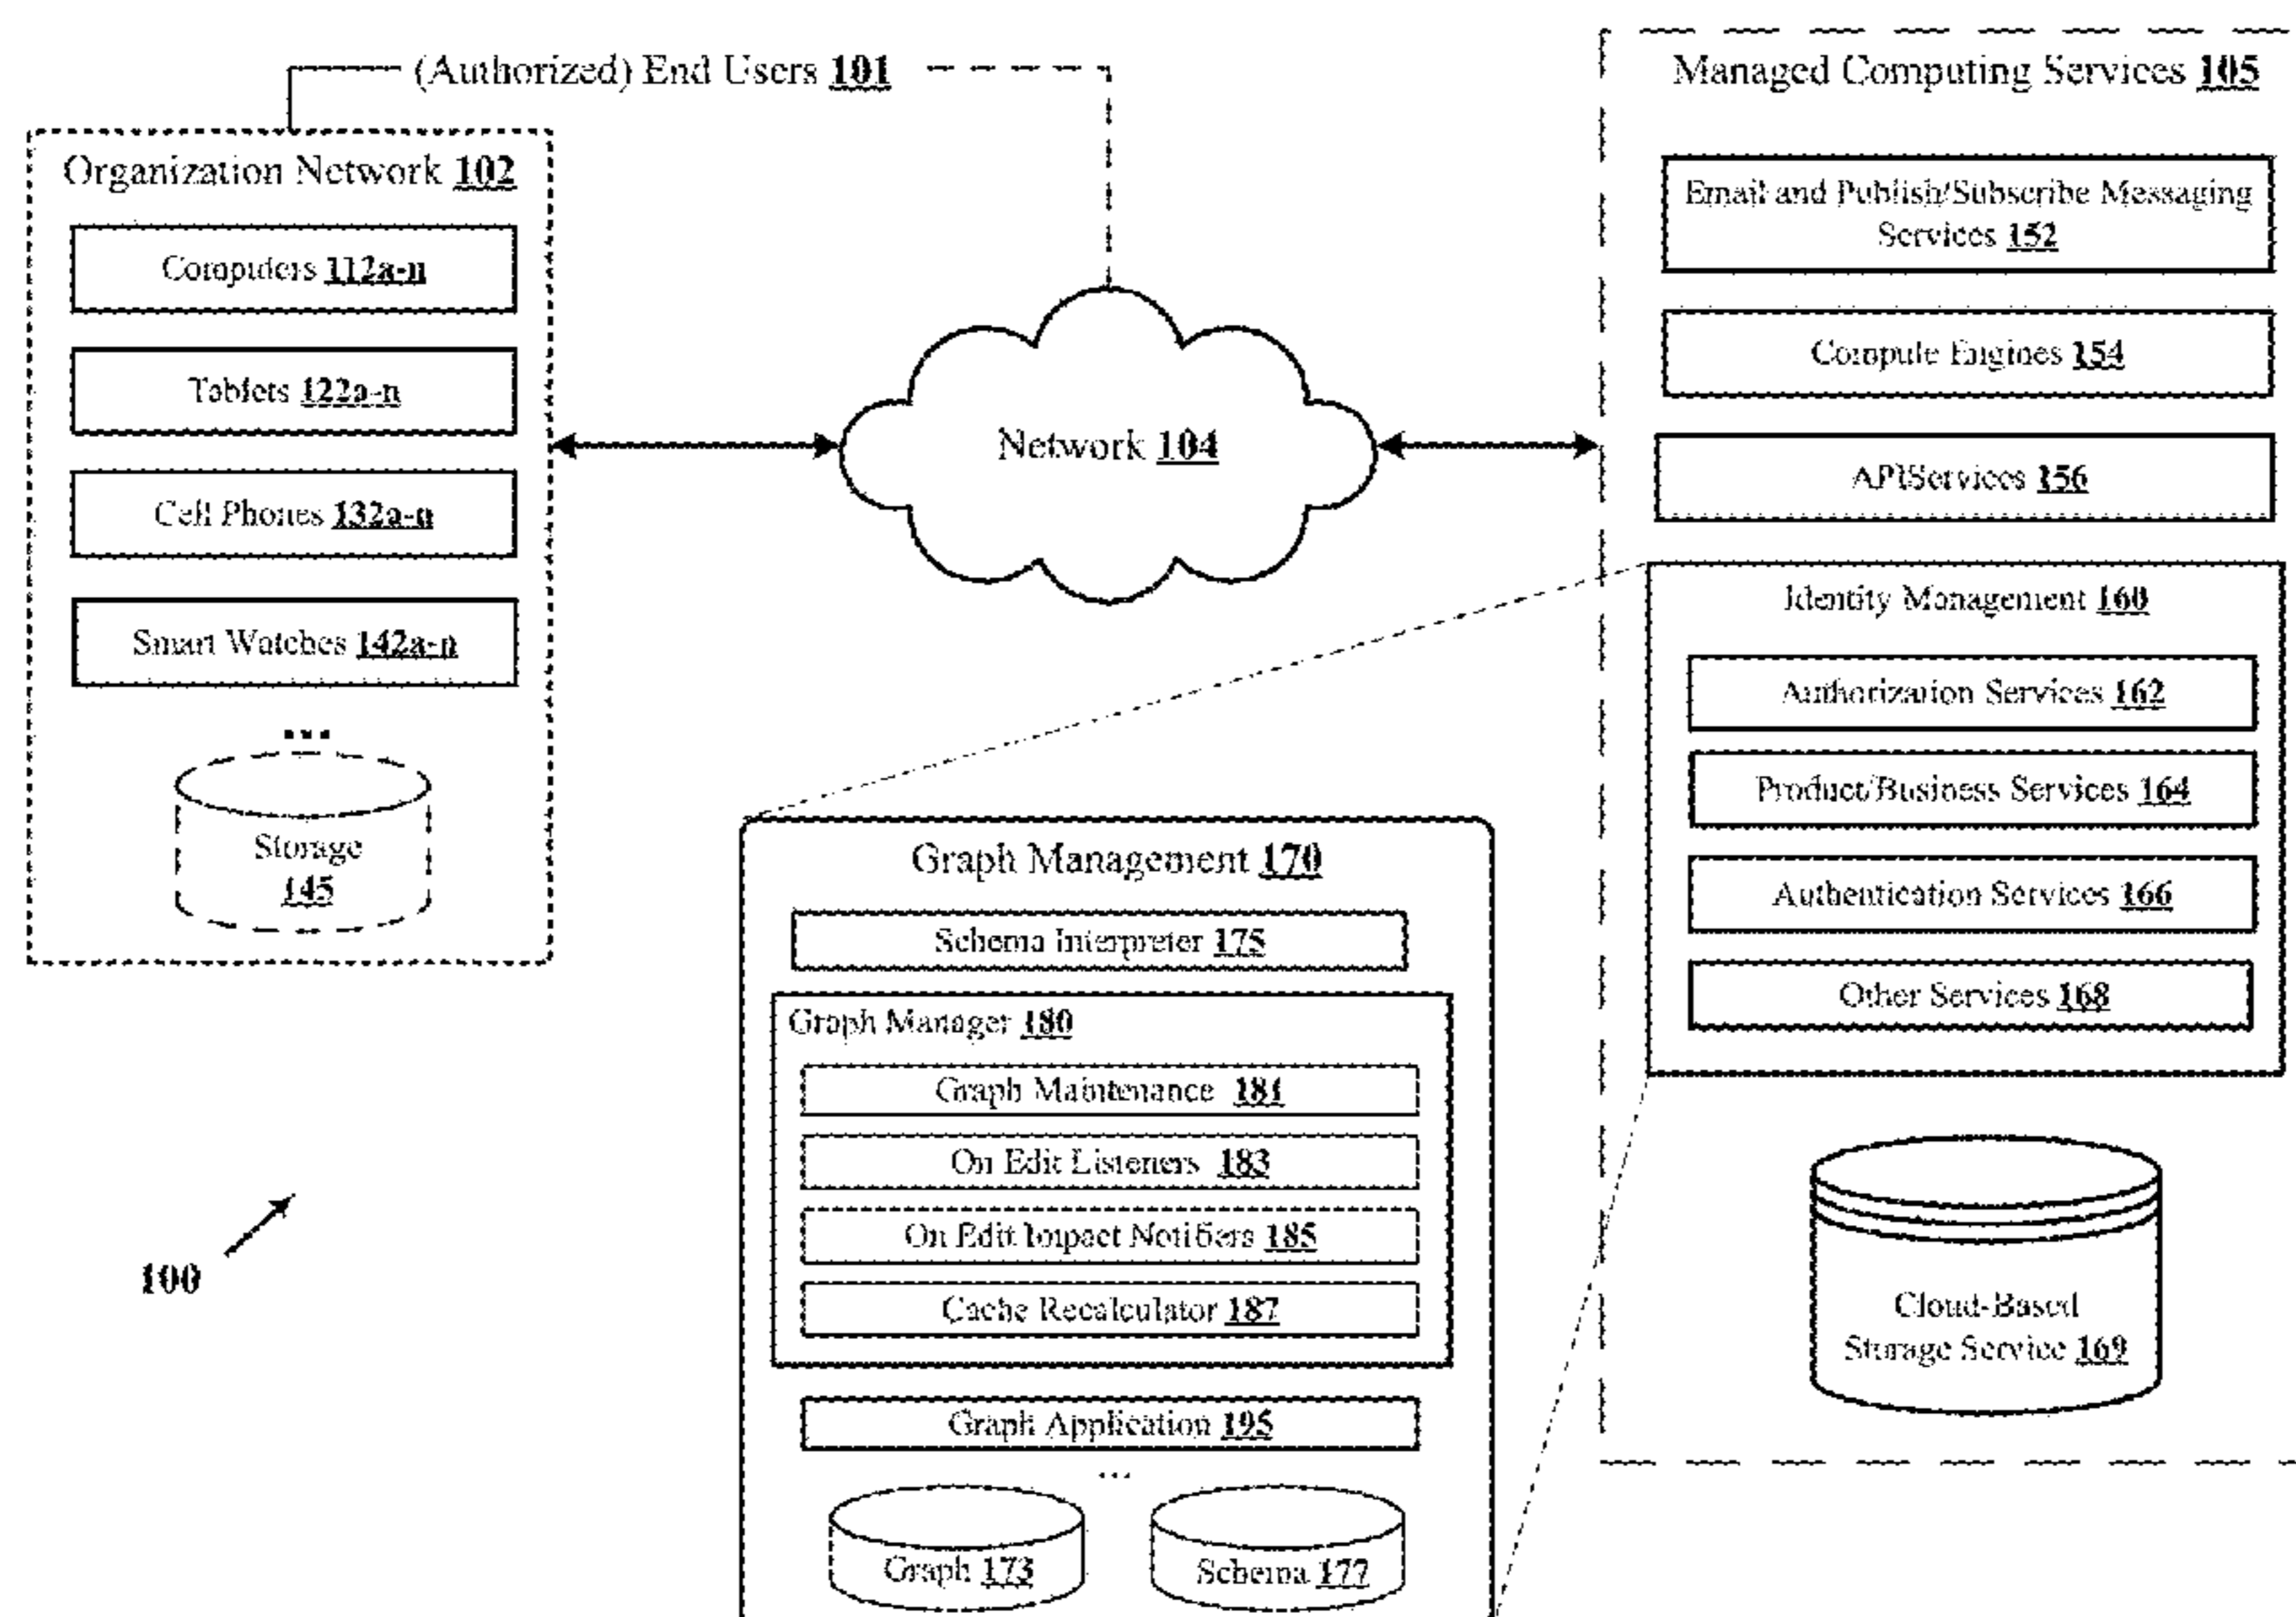 (Authorized) End Users 101
Organization Network 102
Computers 112a-n
Tablets 122a-n
Cell Phones 132a-n
Smart Watches 142a-n
...
Storage
145
Network 104
Managed Computing Services 105
Email and Publish/Subscribe Messaging
Services 152
Compute Engines 154
APIServices 156
Identity Management 160
Authorization Services 162
Product/Business Services 164
Authentication Services 166
Other Services 168
Cloud-Based
Storage Service 169
Graph Management 170
Schema Interpreter 175
Graph Manager 180
Graph Maintenance 181
On Edit Listeners 183
On Edit Impact Notifiers 185
Cache Recalculator 187
Graph Application 195
...
Graph 173
Schema 177
100